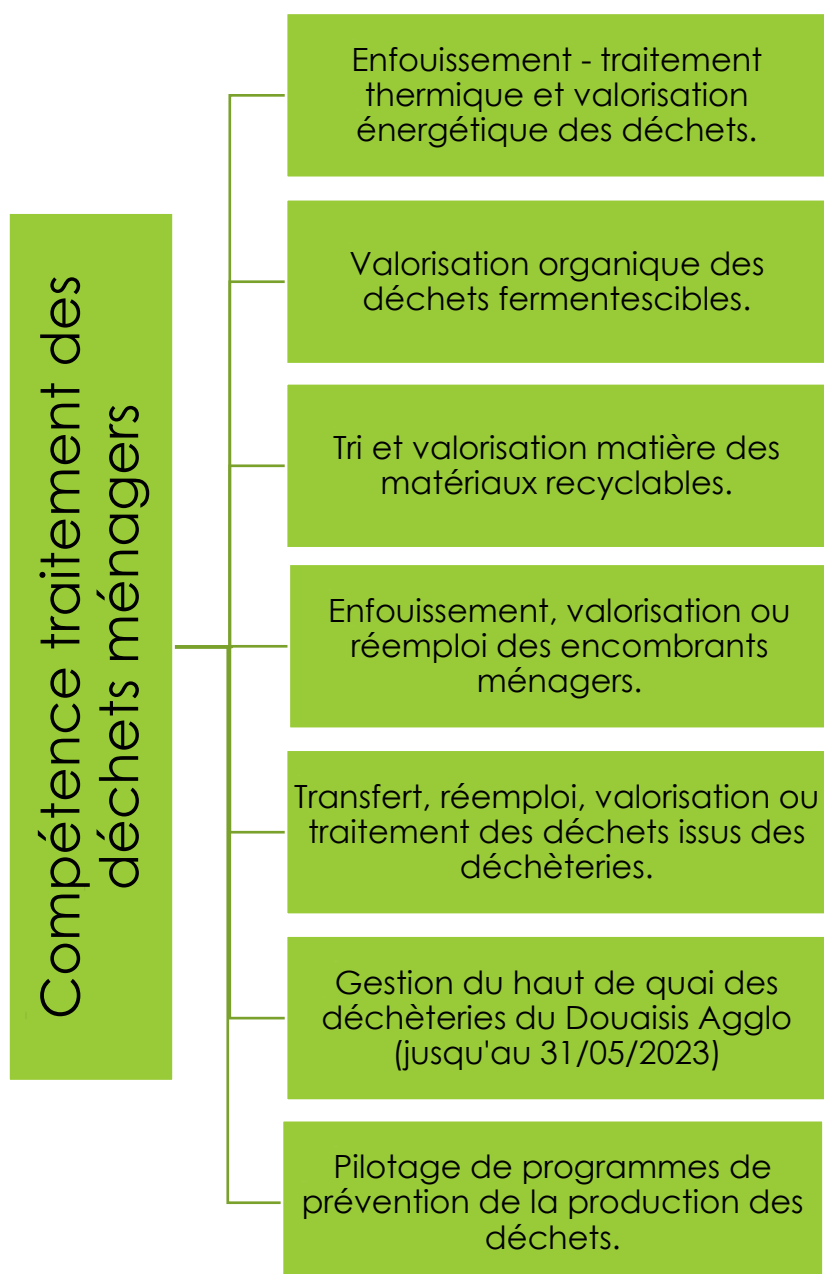 Compétence traitement des
déchets ménagers
Enfouissement - traitement
thermique et valorisation
énergétique des déchets.
Valorisation organique des
déchets fermentescibles.
Tri et valorisation matière des
matériaux recyclables.
Enfouissement, valorisation ou
réemploi des encombrants
ménagers.
Transfert, réemploi, valorisation ou
traitement des déchets issus des
déchèteries.
Gestion du haut de quai des
déchèteries du Douaisis Agglo
(jusqu'au 31/05/2023)
Pilotage de programmes de
prévention de la production des
déchets.